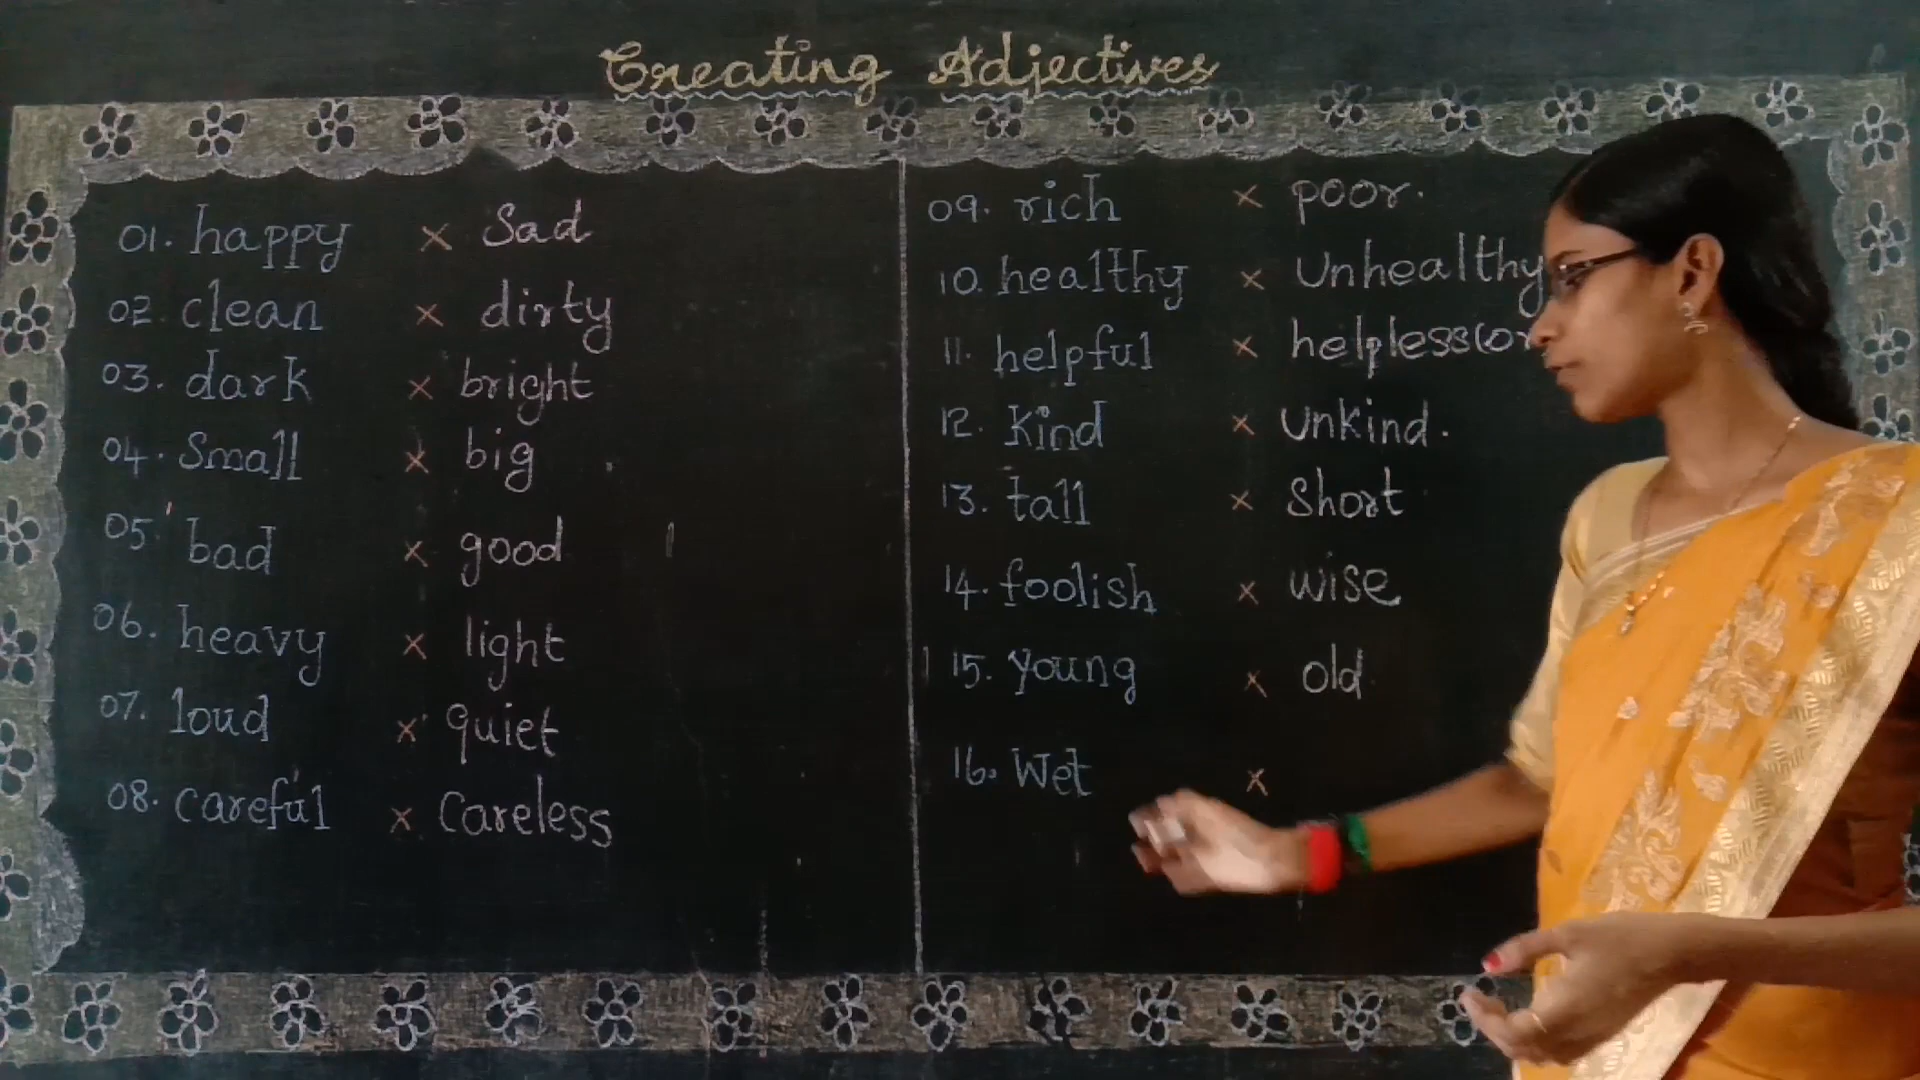 Creating Adjectives
01. happy × Sad
02. clean × dirty
03. dark × bright
04. Small × big
05. bad × good
06. heavy × light
07. loud × quiet
08. careful × Careless
09. rich × poor.
10. healthy × Unhealthy
11. helpful × helpless(or
12. Kind × Unkind.
13. tall × Short
14. foolish × wise
15. young × old
16. Wet ×